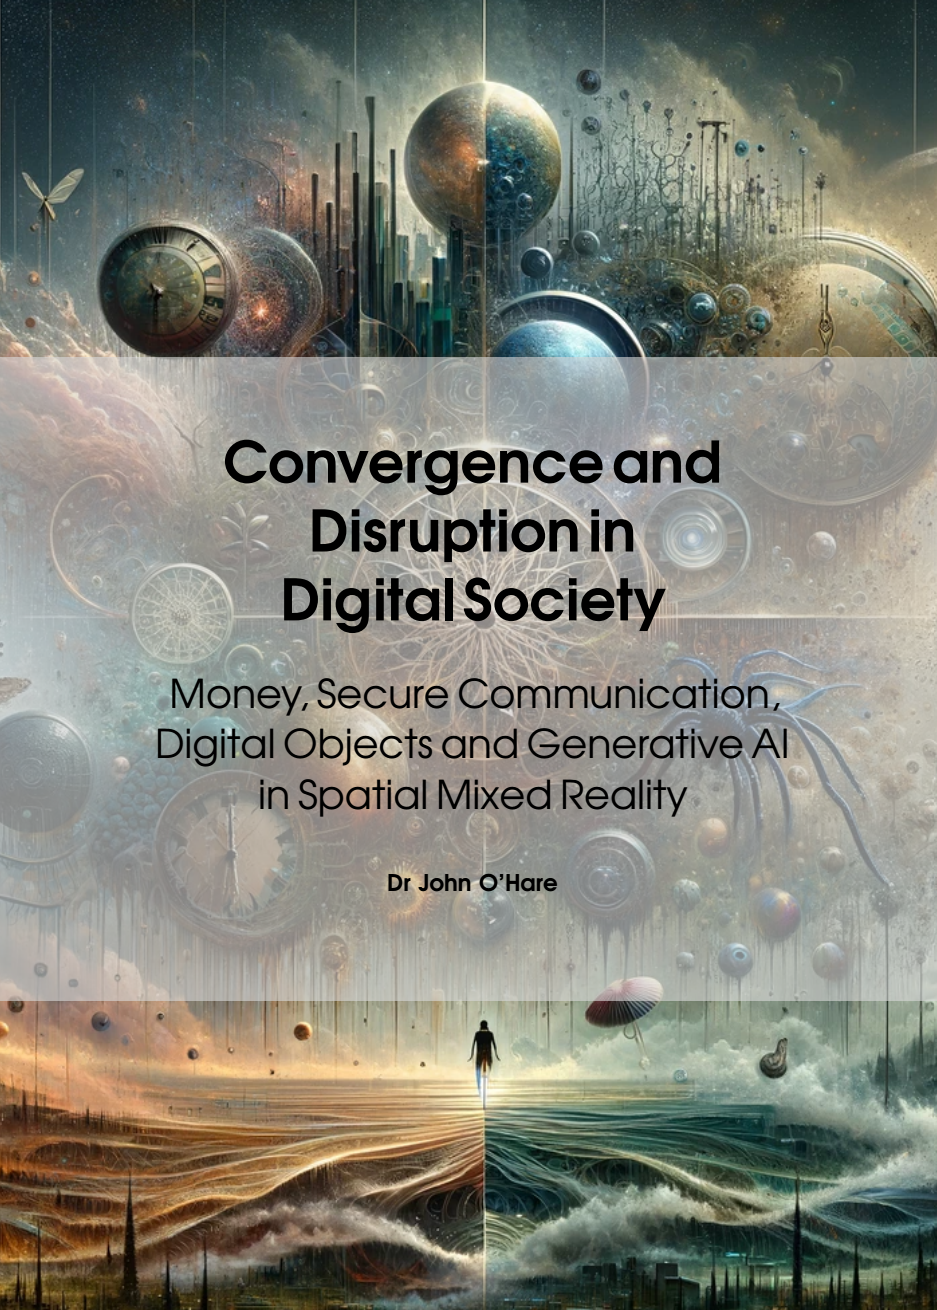 Convergence and
Disruption in
Digital Society
Money, Secure Communication,
Digital Objects and Generative AI
in Spatial Mixed Reality
Dr John O’Hare